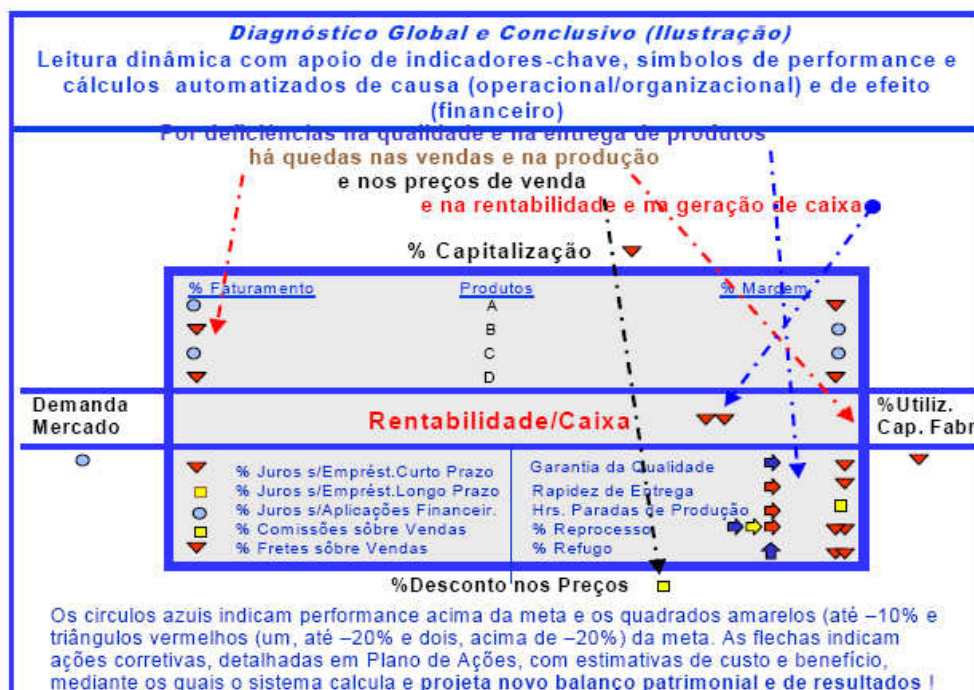 Diagnóstico Global e Conclusivo (Ilustração)
Leitura dinâmica com apoio de indicadores-chave, símbolos de performance e
cálculos automatizados de causa (operacional/organizacional) e de efeito
(financeiro)
Por deficiências na qualidade e na entrega de produtos
há quedas nas vendas e na produção
e nos preços de venda
e na rentabilidade e na geração de caixa
% Capitalização
% Faturamento Produtos % Margem
A
B
C
D
Demanda
Mercado
Rentabilidade/Caixa
%Utiliz.
Cap. Fabr
% Juros s/Emprést.Curto Prazo
% Juros s/Emprést.Longo Prazo
% Juros s/Aplicações Financeir.
% Comissões sôbre Vendas
% Fretes sôbre Vendas
Garantia da Qualidade
Rapidez de Entrega
Hrs. Paradas de Produção
% Reprocesso
% Refugo
%Desconto nos Preços
Os circulos azuis indicam performance acima da meta e os quadrados amarelos (até –10% e
triângulos vermelhos (um, até –20% e dois, acima de –20%) da meta. As flechas indicam
ações corretivas, detalhadas em Plano de Ações, com estimativas de custo e benefício,
mediante os quais o sistema calcula e projeta novo balanço patrimonial e de resultados !